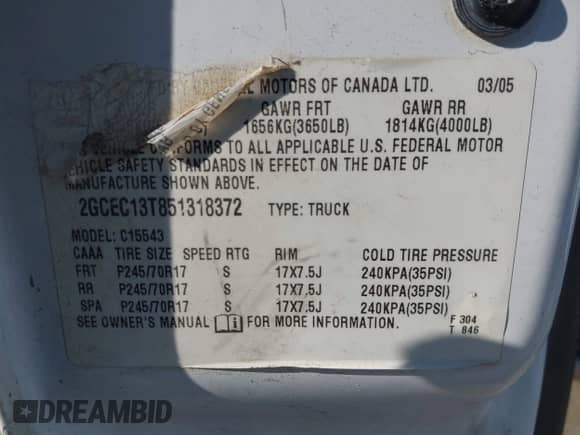 MOTORS OF CANADA LTD. 03/05
GAWR FRT GAWR RR
1656KG(3650LB) 1814KG(4000LB)
TO ALL APPLICABLE U.S. FEDERAL MOTOR
VEHICLE SAFETY STANDARDS IN EFFECT ON THE DATE OF
MANUFACTURE SHOWN ABOVE.
2GCEC13T851318372 TYPE: TRUCK
MODEL: C15543
CAAA TIRE SIZE SPEED RTG RIM COLD TIRE PRESSURE
FRT P245/70R17 S 17X7.5J 240KPA(35PSI)
RR P245/70R17 S 17X7.5J 240KPA(35PSI)
SPA P245/70R17 S 17X7.5J 240KPA(35PSI)
SEE OWNER'S MANUAL FOR MORE INFORMATION.
F 304
T 846
DREAMBID